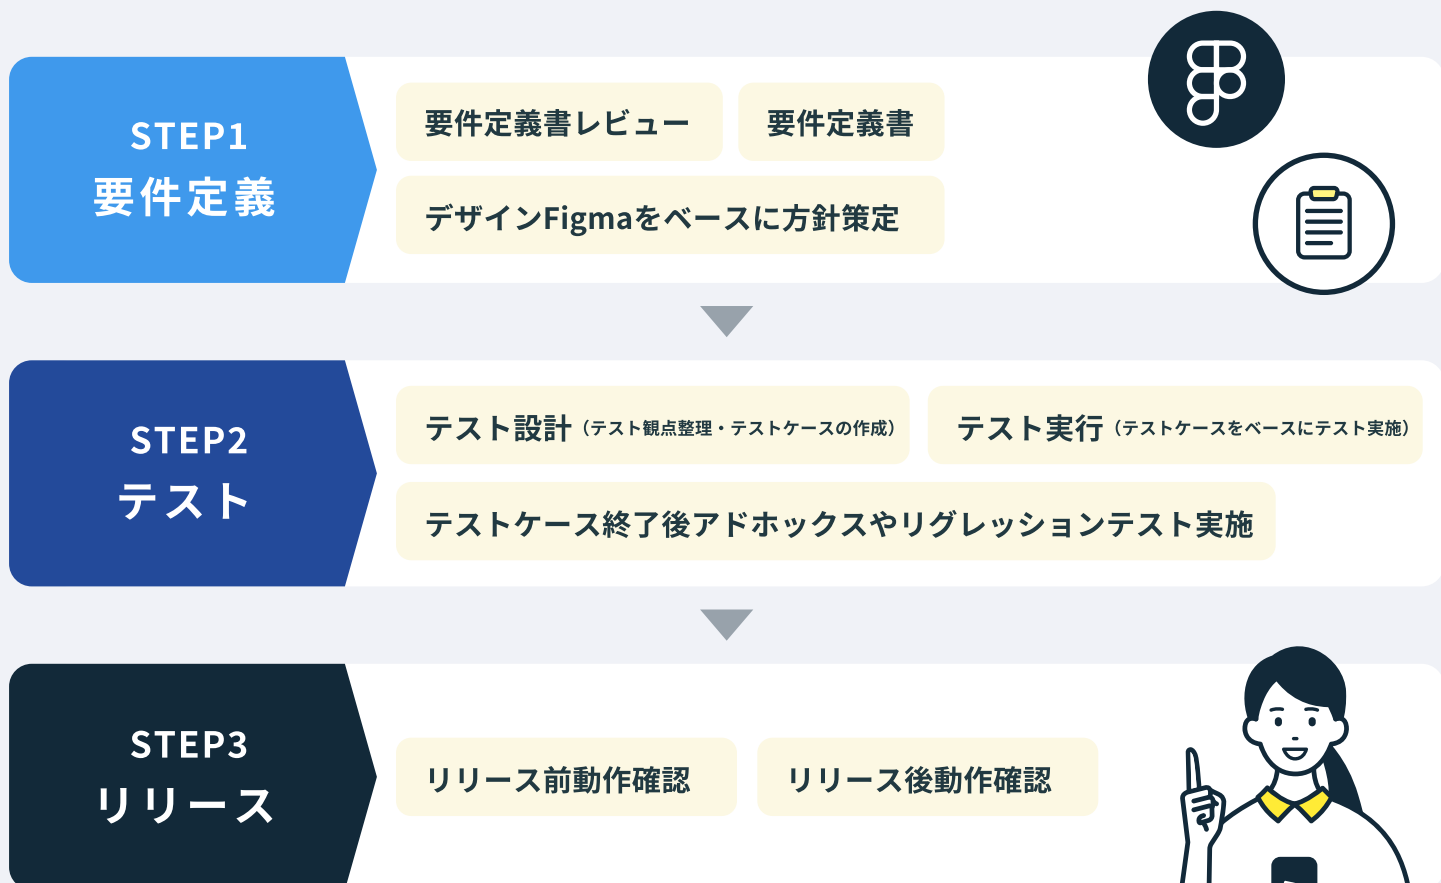 STEP1
要件定義
要件定義書レビュー
要件定義書
デザインFigmaをベースに方針策定
STEP2
テスト
テスト設計（テスト観点整理・テストケースの作成）
テスト実行（テストケースをベースにテスト実施）
テストケース終了後アドホックスやリグレッションテスト実施
STEP3
リリース
リリース前動作確認
リリース後動作確認